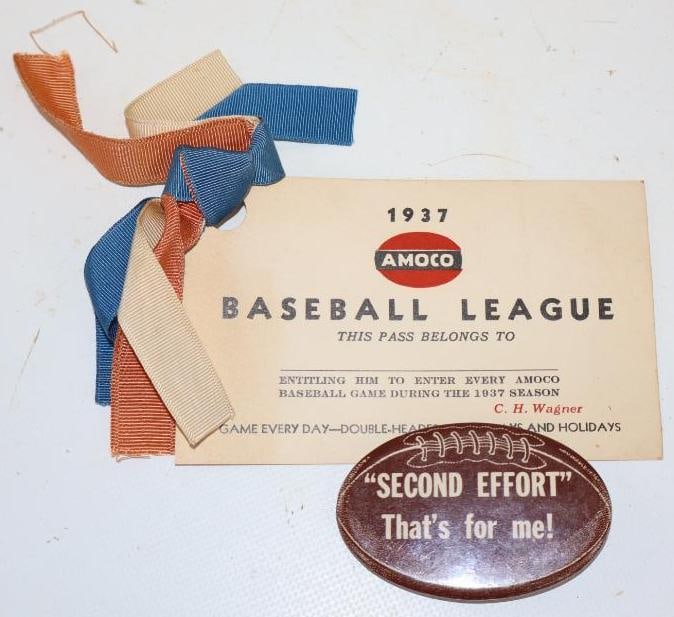 1937
AMOCO
BASEBALL LEAGUE
THIS PASS BELONGS TO
ENTITLING HIM TO ENTER EVERY AMOCO
BASEBALL GAME DURING THE 1937 SEASON
C. H. Wagner
GAME EVERY DAY—DOUBLE-HEADE AND HOLIDAYS
"SECOND EFFORT"
That's for me!